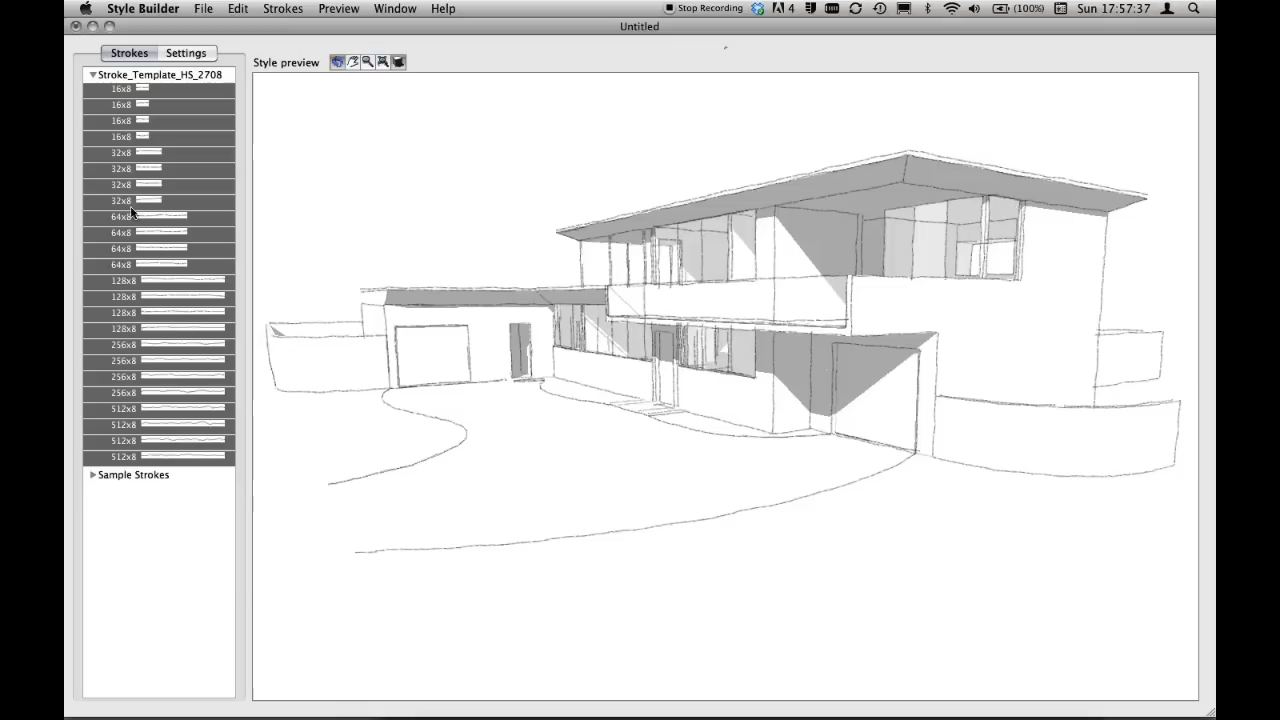 Style Builder File Edit Strokes Preview Window Help Stop Recording 4 (100%) Sun 17:57:37
Untitled
Strokes Settings
Style preview
Stroke_Template_HS_2708
16x8
16x8
16x8
16x8
32x8
32x8
32x8
32x8
64x8
64x8
64x8
64x8
128x8
128x8
128x8
128x8
256x8
256x8
256x8
256x8
512x8
512x8
512x8
512x8
Sample Strokes